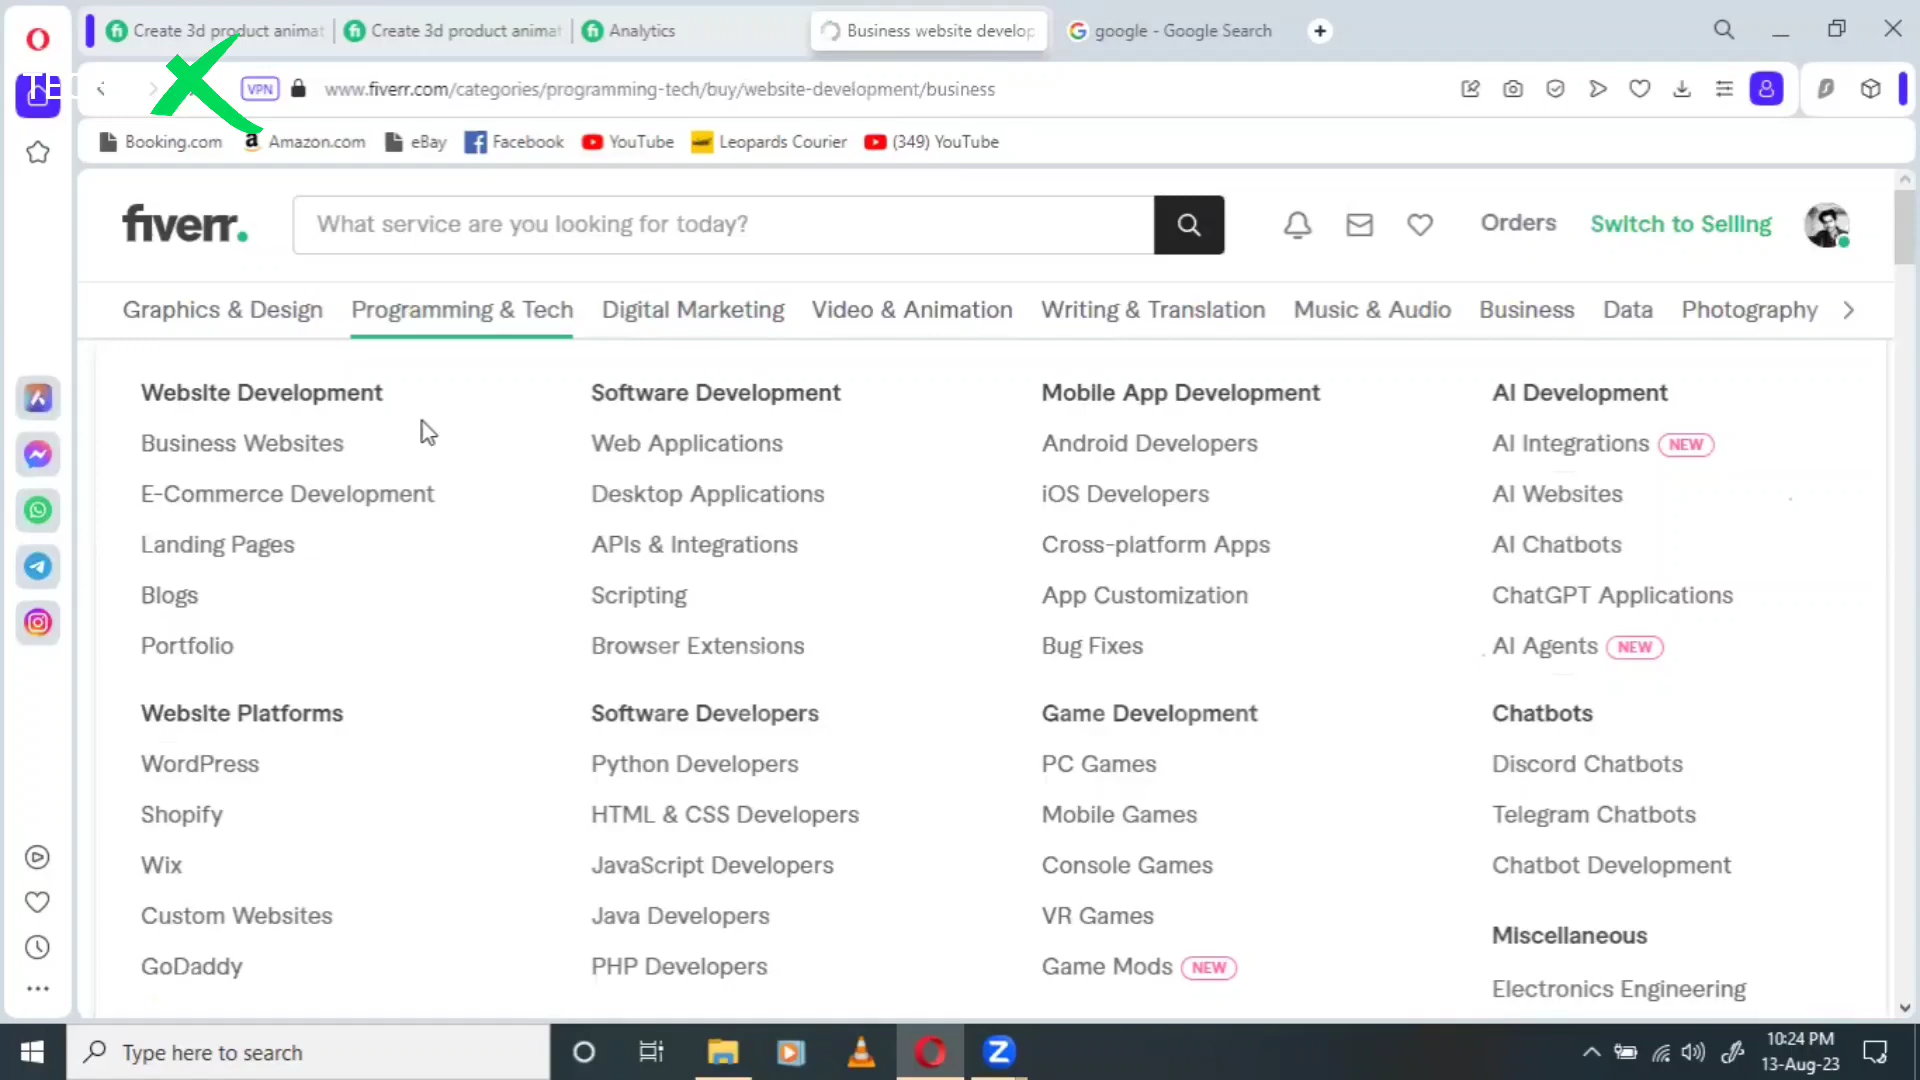 Create 3d product animat
Create 3d product animat
Analytics
Business website develop
google - Google Search
TEC
VPN
www.fiverr.com/categories/programming-tech/buy/website-development/business
Booking.com
Amazon.com
eBay
Facebook
YouTube
Leopards Courier
(349) YouTube
fiverr.
What service are you looking for today?
Orders
Switch to Selling
Graphics & Design
Programming & Tech
Digital Marketing
Video & Animation
Writing & Translation
Music & Audio
Business
Data
Photography
Website Development
Business Websites
E-Commerce Development
Landing Pages
Blogs
Portfolio
Website Platforms
WordPress
Shopify
Wix
Custom Websites
GoDaddy
Software Development
Web Applications
Desktop Applications
APIs & Integrations
Scripting
Browser Extensions
Software Developers
Python Developers
HTML & CSS Developers
JavaScript Developers
Java Developers
PHP Developers
Mobile App Development
Android Developers
iOS Developers
Cross-platform Apps
App Customization
Bug Fixes
Game Development
PC Games
Mobile Games
Console Games
VR Games
Game Mods NEW
AI Development
AI Integrations NEW
AI Websites
AI Chatbots
ChatGPT Applications
AI Agents NEW
Chatbots
Discord Chatbots
Telegram Chatbots
Chatbot Development
Miscellaneous
Electronics Engineering
Type here to search
10:24 PM
13-Aug-23